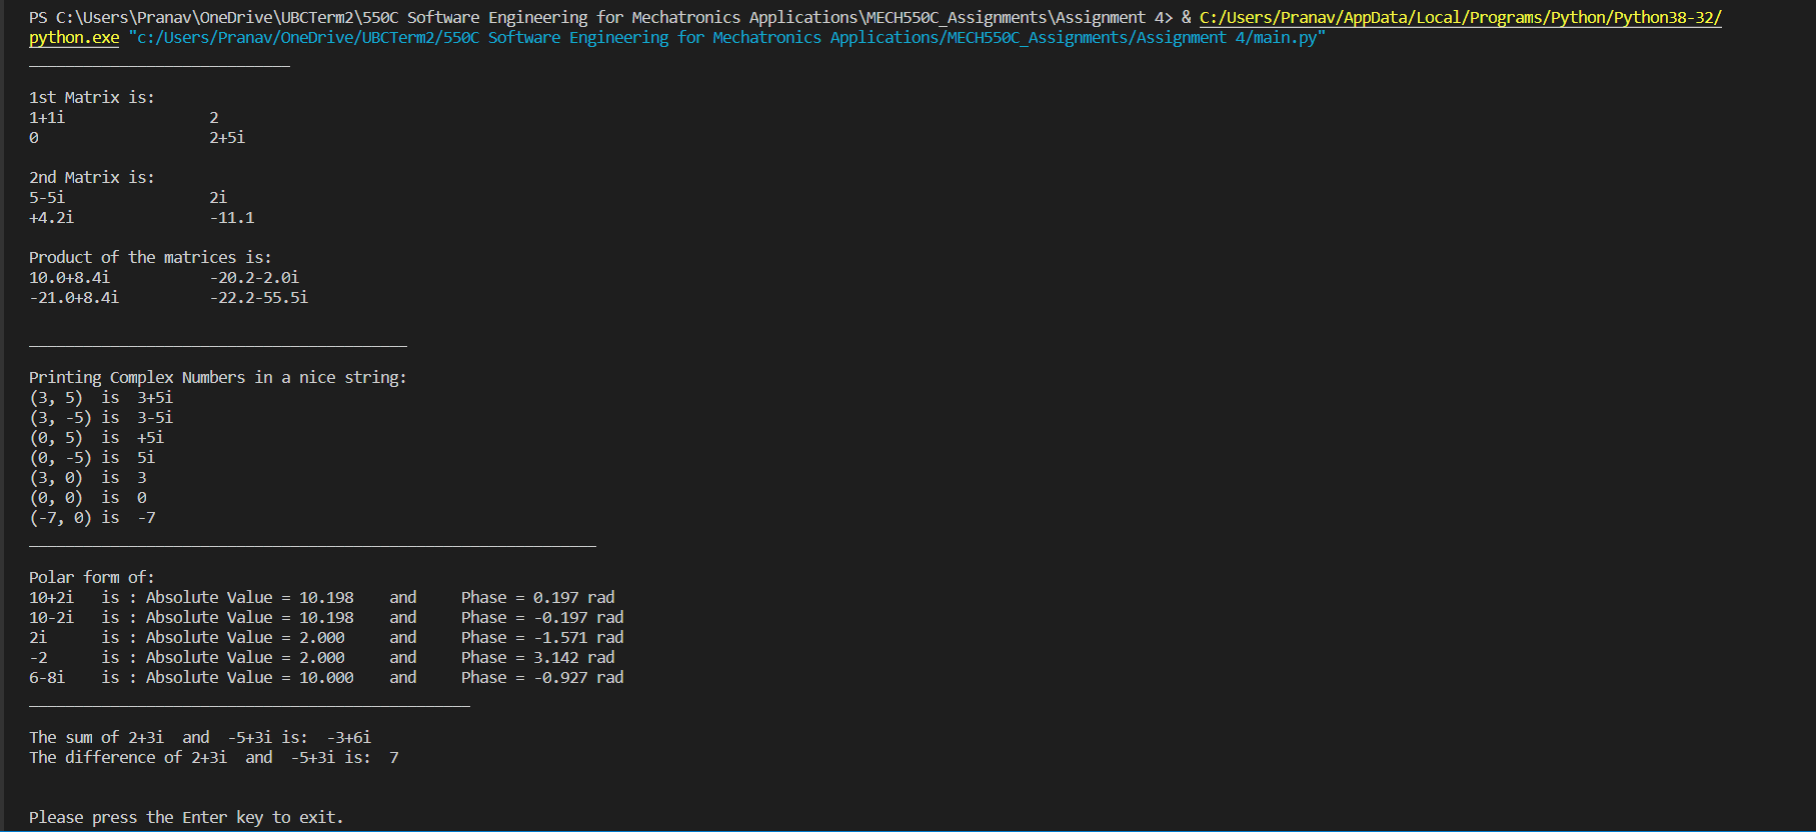 PS C:\Users\Pranav\OneDrive\UBCTerm2\550C Software Engineering for Mechatronics Applications\MECH550C_Assignments\Assignment 4> & C:/Users/Pranav/AppData/Local/Programs/Python/Python38-32/
python.exe "c:/Users/Pranav/OneDrive/UBCTerm2/550C Software Engineering for Mechatronics Applications/MECH550C_Assignments/Assignment 4/main.py"
_____________________________
1st Matrix is:
1+1i 2
0 2+5i
2nd Matrix is:
5-5i 2i
+4.2i -11.1
Product of the matrices is:
10.0+8.4i -20.2-2.0i
-21.0+8.4i -22.2-55.5i
__________________________________________
Printing Complex Numbers in a nice string:
(3, 5) is 3+5i
(3, -5) is 3-5i
(0, 5) is +5i
(0, -5) is 5i
(3, 0) is 3
(0, 0) is 0
(-7, 0) is -7
_______________________________________________________________
Polar form of:
10+2i is : Absolute Value = 10.198 and Phase = 0.197 rad
10-2i is : Absolute Value = 10.198 and Phase = -0.197 rad
2i is : Absolute Value = 2.000 and Phase = -1.571 rad
-2 is : Absolute Value = 2.000 and Phase = 3.142 rad
6-8i is : Absolute Value = 10.000 and Phase = -0.927 rad
_________________________________________________
The sum of 2+3i and -5+3i is: -3+6i
The difference of 2+3i and -5+3i is: 7
Please press the Enter key to exit.